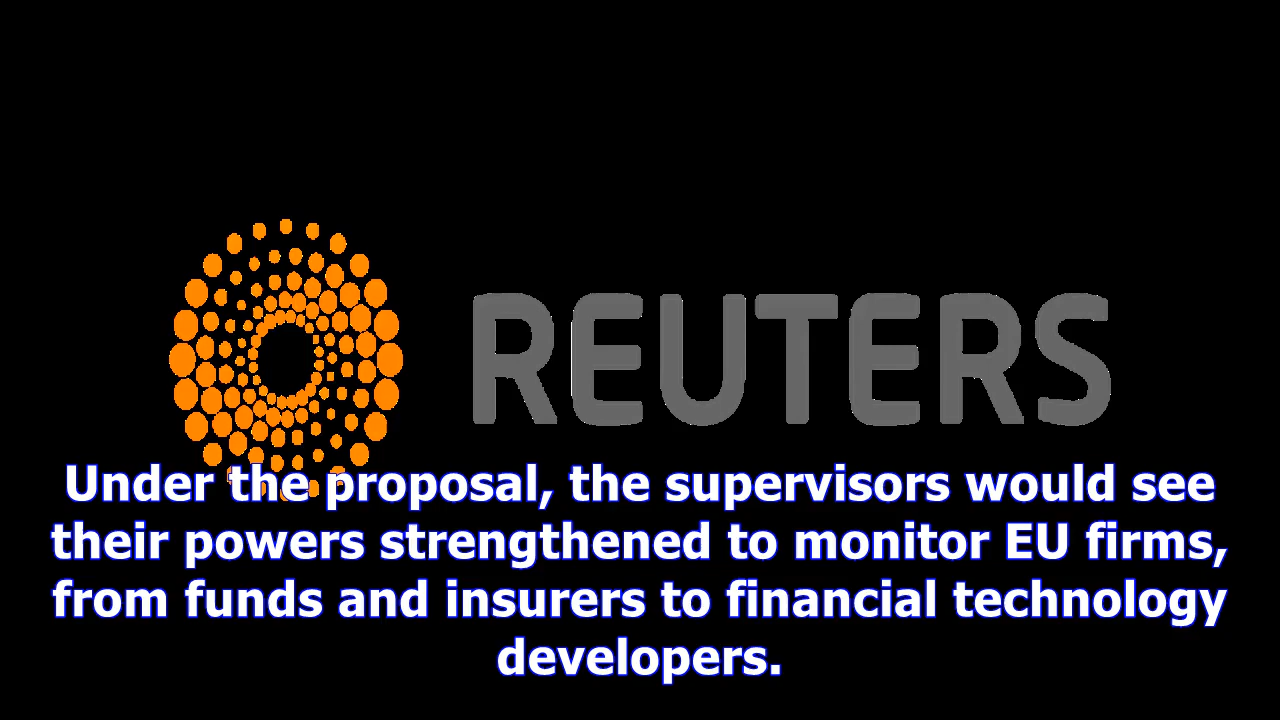 REUTERS
Under the proposal, the supervisors would see
their powers strengthened to monitor EU firms,
from funds and insurers to financial technology
developers.